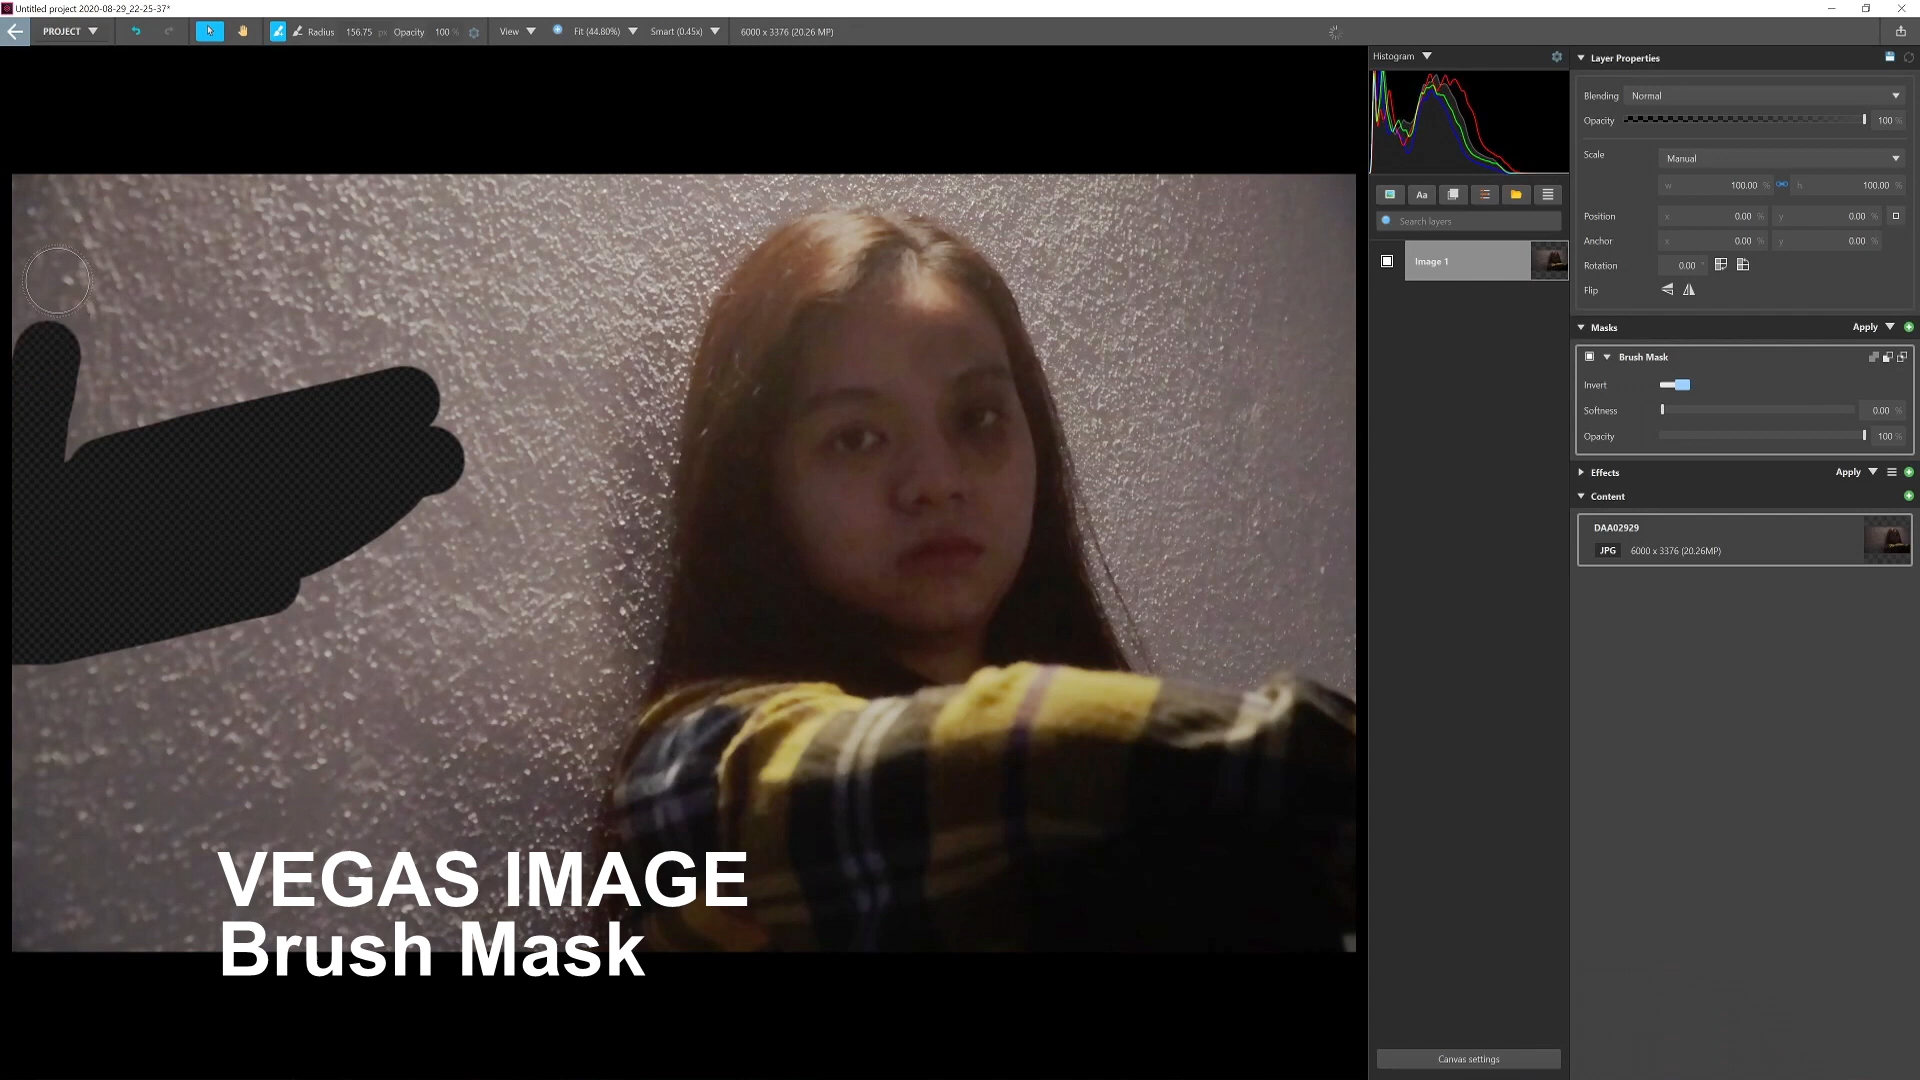 Untitled project 2020-08-29_22-25-37*
PROJECT Radius 156.75 px Opacity 100 % View Fit (44.80%) Smart (0.45x) 6000 x 3376 (20.26 MP)
Histogram
Aa
Search layers
Image 1
Canvas settings
Layer Properties
Blending Normal
Opacity 100 %
Scale Manual
w 100.00 % h 100.00 %
Position x 0.00 % y 0.00 %
Anchor x 0.00 % y 0.00 %
Rotation 0.00 °
Flip
Masks Apply
Brush Mask
Invert
Softness 0.00 %
Opacity 100 %
Effects Apply
Content
DAA02929
JPG 6000 x 3376 (20.26MP)
VEGAS IMAGE
Brush Mask